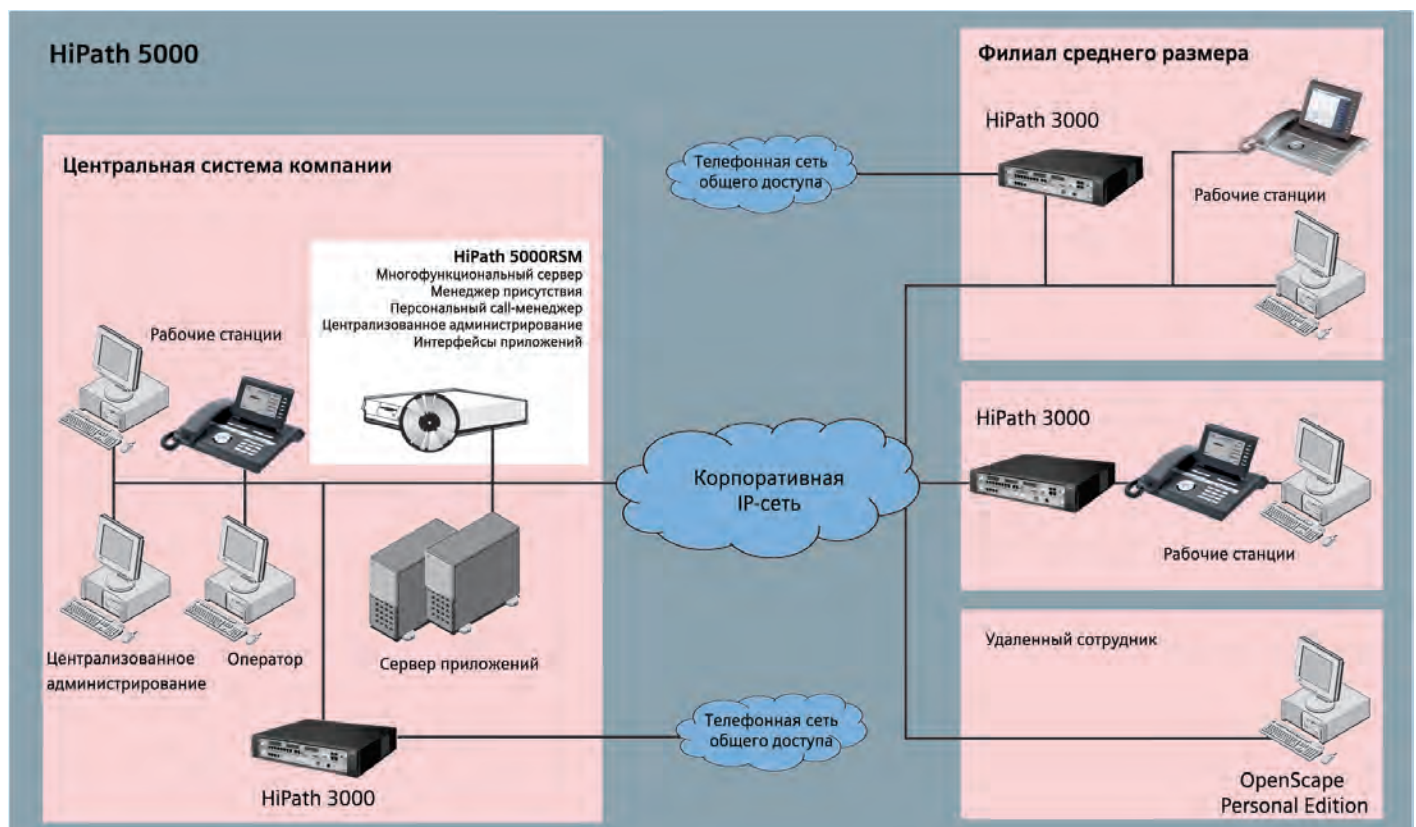 HiPath 5000
Центральная система компании
HiPath 5000RSM
Многофункциональный сервер
Менеджер присутствия
Персональный call-менеджер
Централизованное администрирование
Интерфейсы приложений
Рабочие станции
Централизованное
администрирование
Оператор
Сервер приложений
HiPath 3000
Телефонная сеть
общего доступа
Корпоративная
IP-сеть
Телефонная сеть
общего доступа
Филиал среднего размера
HiPath 3000
Рабочие станции
HiPath 3000
Рабочие станции
Удаленный сотрудник
OpenScape
Personal Edition